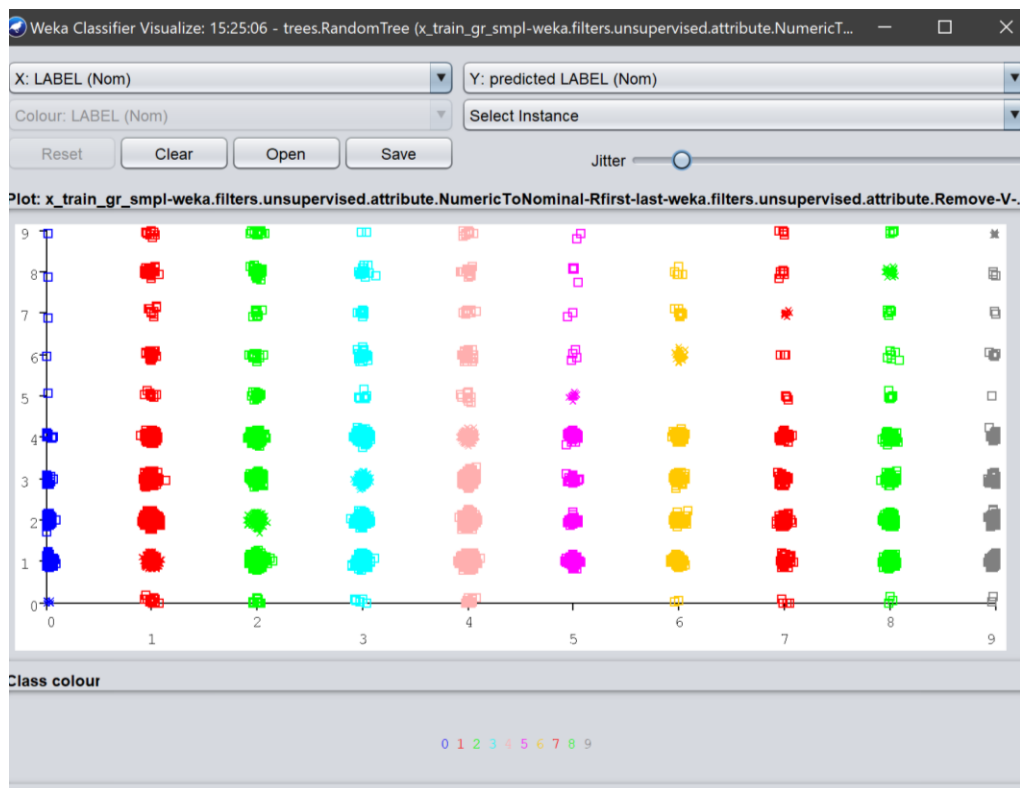 Weka Classifier Visualize: 15:25:06 - trees.RandomTree (x_train_gr_smpl-weka.filters.unsupervised.attribute.NumericT...
X: LABEL (Nom)
Y: predicted LABEL (Nom)
Colour: LABEL (Nom)
Select Instance
Reset
Clear
Open
Save
Jitter
Plot: x_train_gr_smpl-weka.filters.unsupervised.attribute.NumericToNominal-Rfirst-last-weka.filters.unsupervised.attribute.Remove-V-.
9
8
7
6
5
4
3
2
1
0
0 2 4 6 8
1 3 5 7 9
Class colour
0 1 2 3 4 5 6 7 8 9